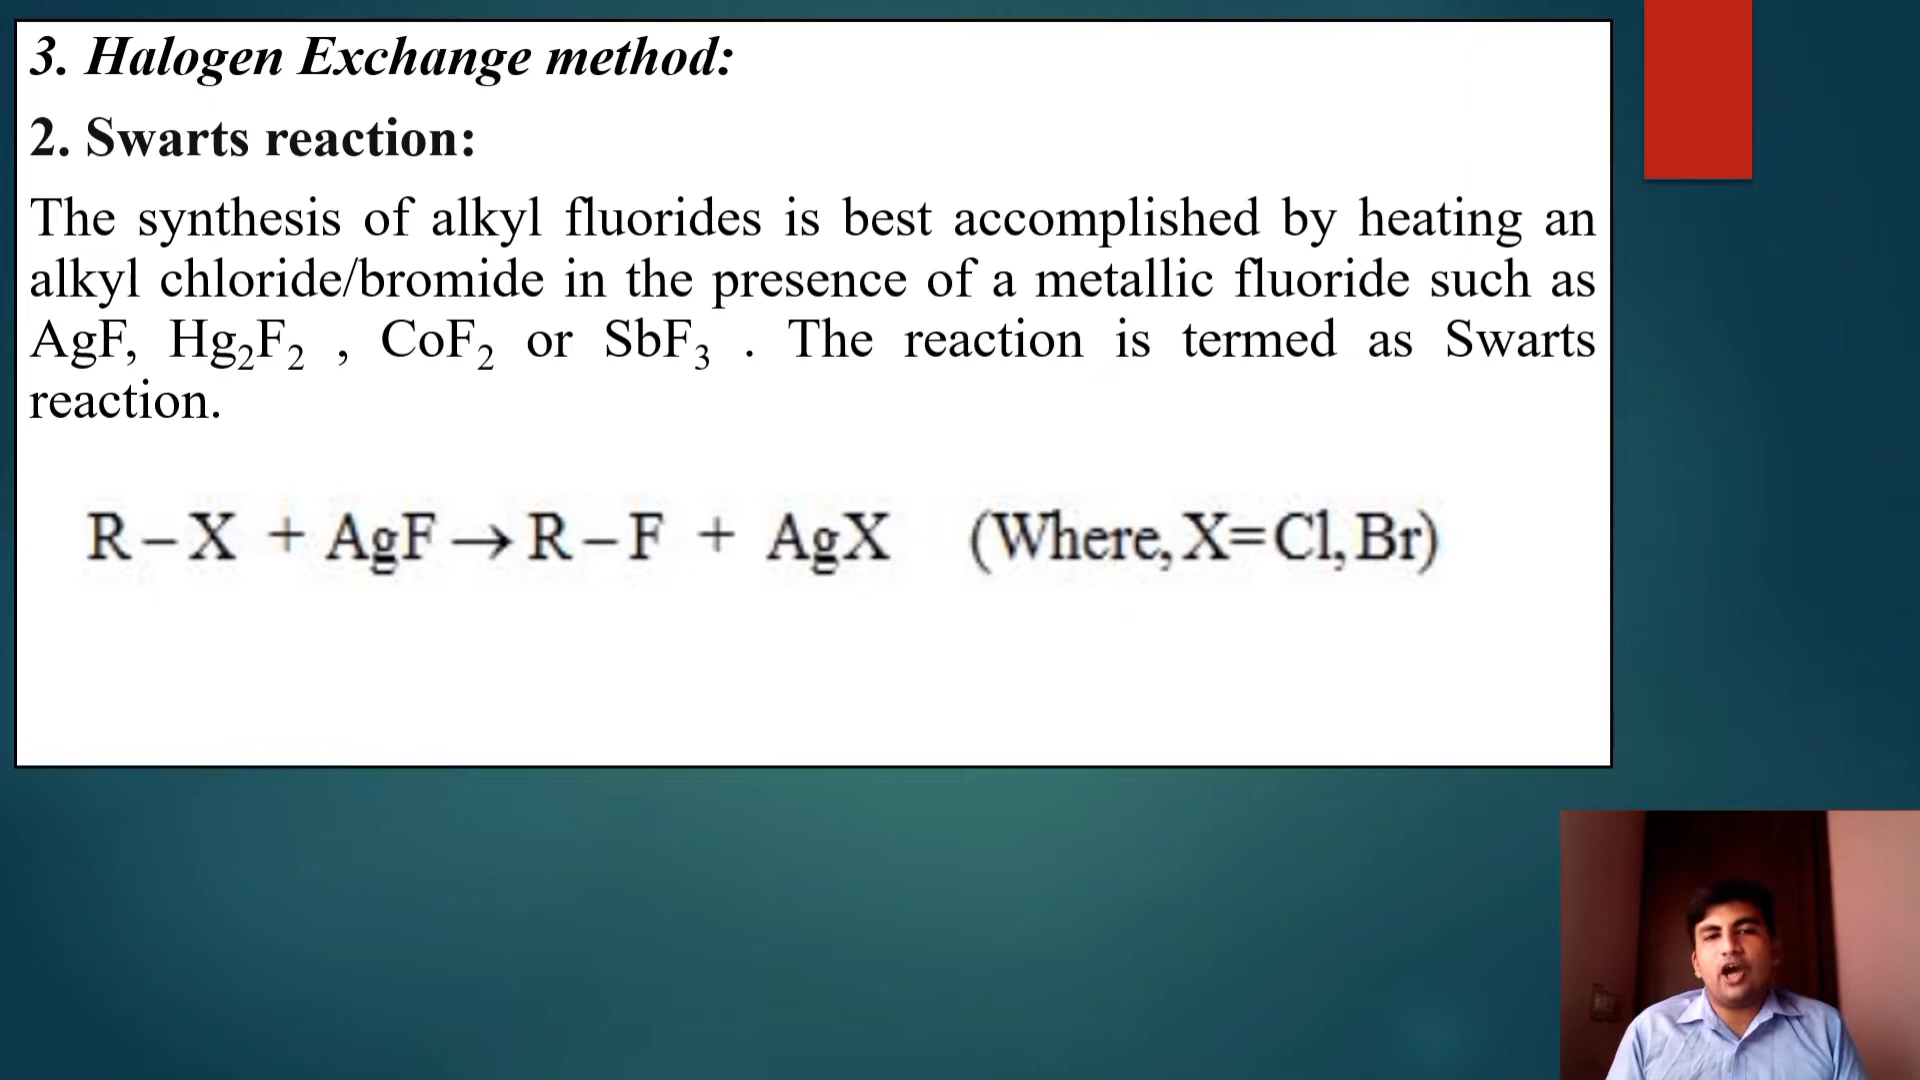 3. Halogen Exchange method:
2. Swarts reaction:
The synthesis of alkyl fluorides is best accomplished by heating an
alkyl chloride/bromide in the presence of a metallic fluoride such as
AgF, Hg₂F₂ , CoF₂ or SbF₃ . The reaction is termed as Swarts
reaction.
R – X + AgF → R – F + AgX (Where, X=Cl, Br)